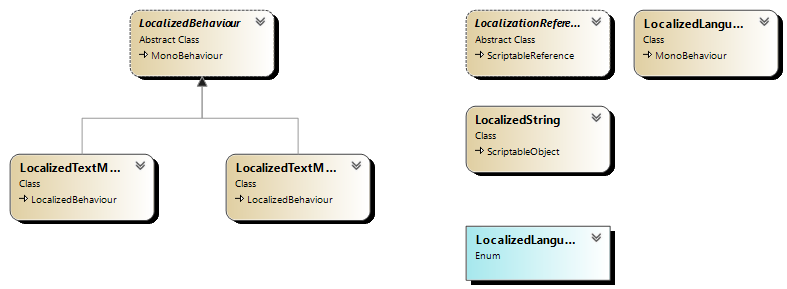 LocalizedBehaviour
Abstract Class
MonoBehaviour
LocalizationRefere...
Abstract Class
ScriptableReference
LocalizedLangu...
Class
MonoBehaviour
LocalizedString
Class
ScriptableObject
LocalizedTextM...
Class
LocalizedBehaviour
LocalizedTextM...
Class
LocalizedBehaviour
LocalizedLangu...
Enum